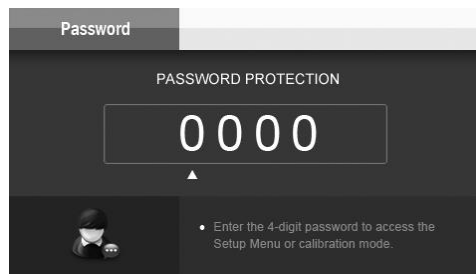 Password
PASSWORD PROTECTION
0000
Enter the 4-digit password to access the
Setup Menu or calibration mode.